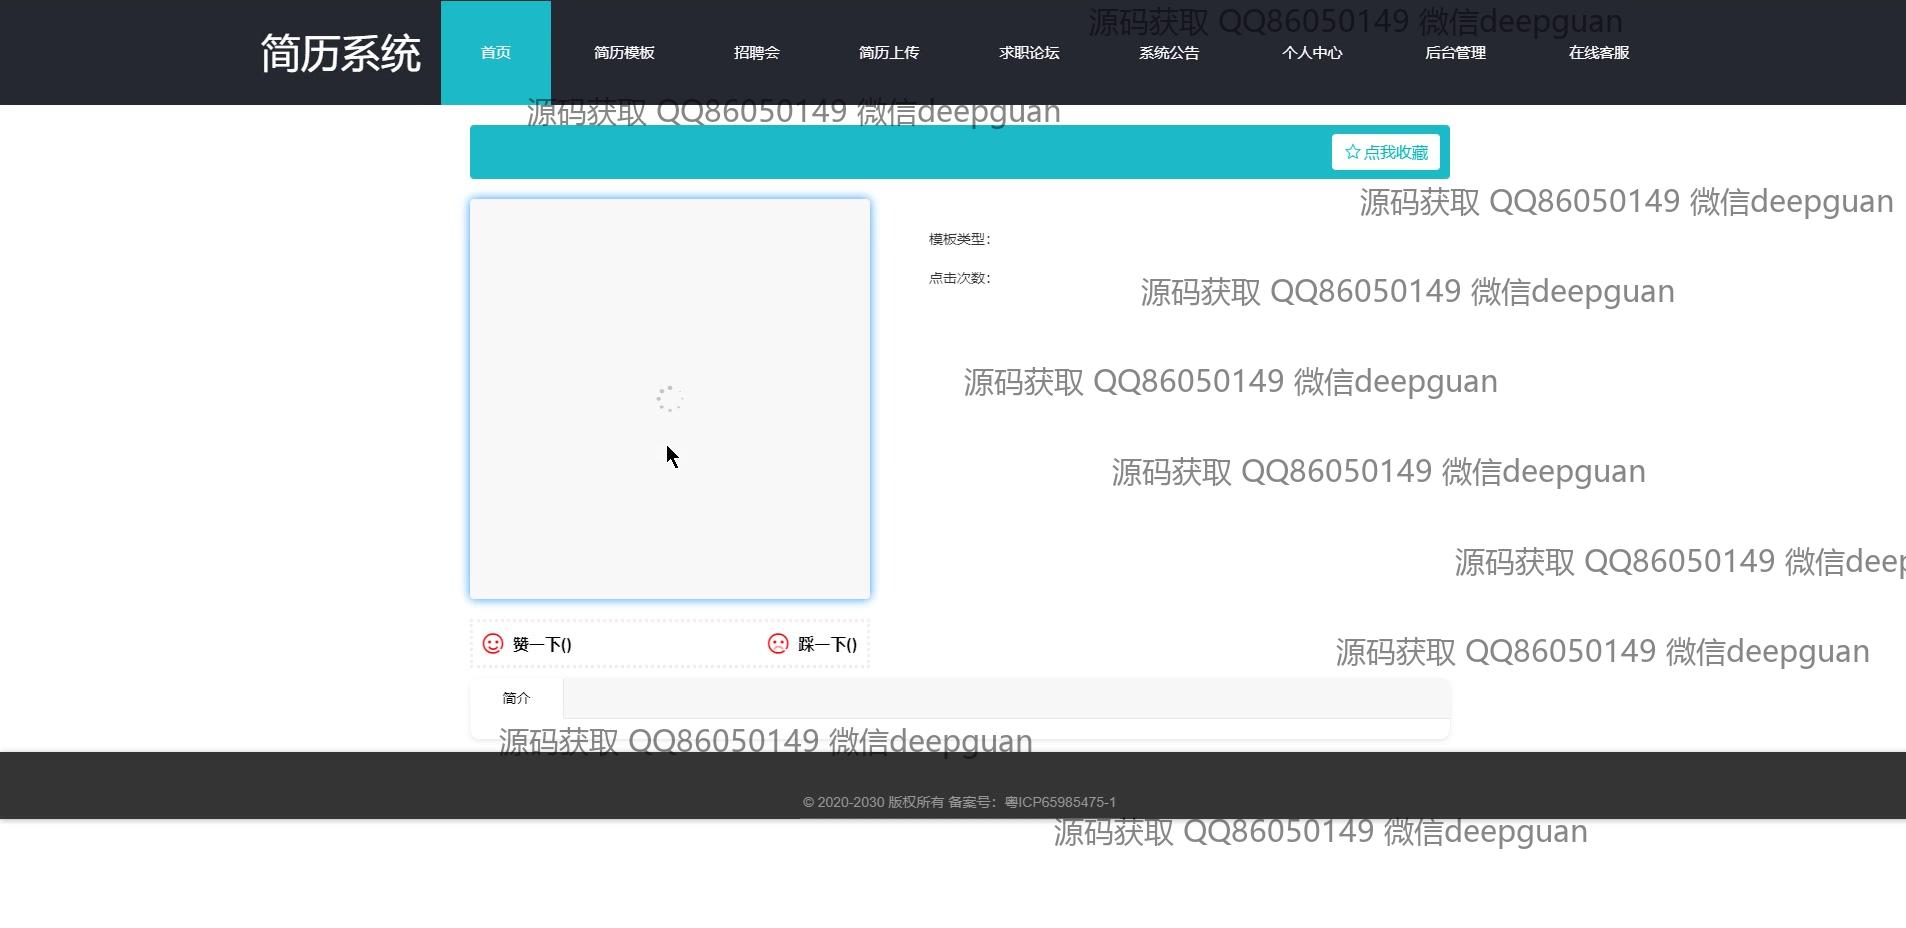 简历系统
首页
简历模板
招聘会
简历上传
求职论坛
系统公告
个人中心
后台管理
在线客服
源码获取 QQ86050149 微信deepguan
源码获取 QQ86050149 微信deepguan
点我收藏
源码获取 QQ86050149 微信deepguan
模板类型：
点击次数：
源码获取 QQ86050149 微信deepguan
源码获取 QQ86050149 微信deepguan
源码获取 QQ86050149 微信deepguan
源码获取 QQ86050149 微信deep
赞一下()
踩一下()
源码获取 QQ86050149 微信deepguan
简介
源码获取 QQ86050149 微信deepguan
© 2020-2030 版权所有 备案号：粤ICP65985475-1
源码获取 QQ86050149 微信deepguan